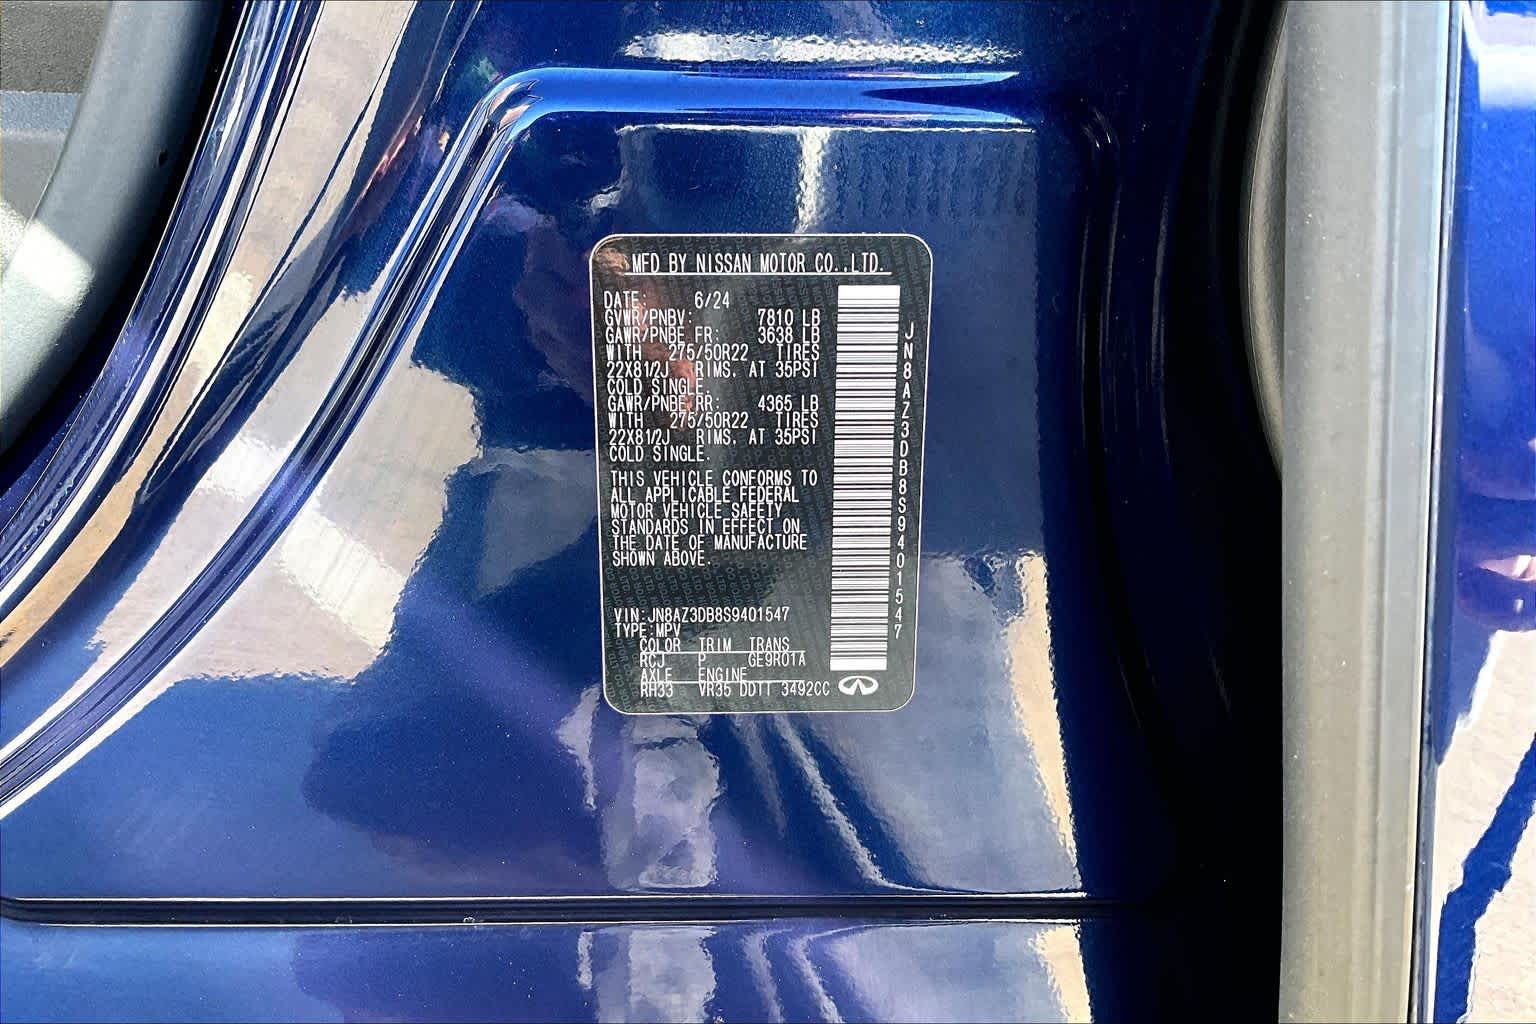 MFD BY NISSAN MOTOR CO.,LTD.
DATE: 6/24
GVWR/PNBV: 7810 LB
GAWR/PNBE FR: 3638 LB
WITH 275/50R22 TIRES
22X81/2J RIMS, AT 35PSI
COLD SINGLE.
GAWR/PNBE RR: 4365 LB
WITH 275/50R22 TIRES
22X81/2J RIMS, AT 35PSI
COLD SINGLE.
THIS VEHICLE CONFORMS TO
ALL APPLICABLE FEDERAL
MOTOR VEHICLE SAFETY
STANDARDS IN EFFECT ON
THE DATE OF MANUFACTURE
SHOWN ABOVE.
VIN:JN8AZ3DB8S9401547
TYPE:MPV
COLOR TRIM TRANS
RCJ P GE9R01A
AXLE ENGINE
RH33 VR35 DDTT 3492CC
JN8AZ3DB8S9401547